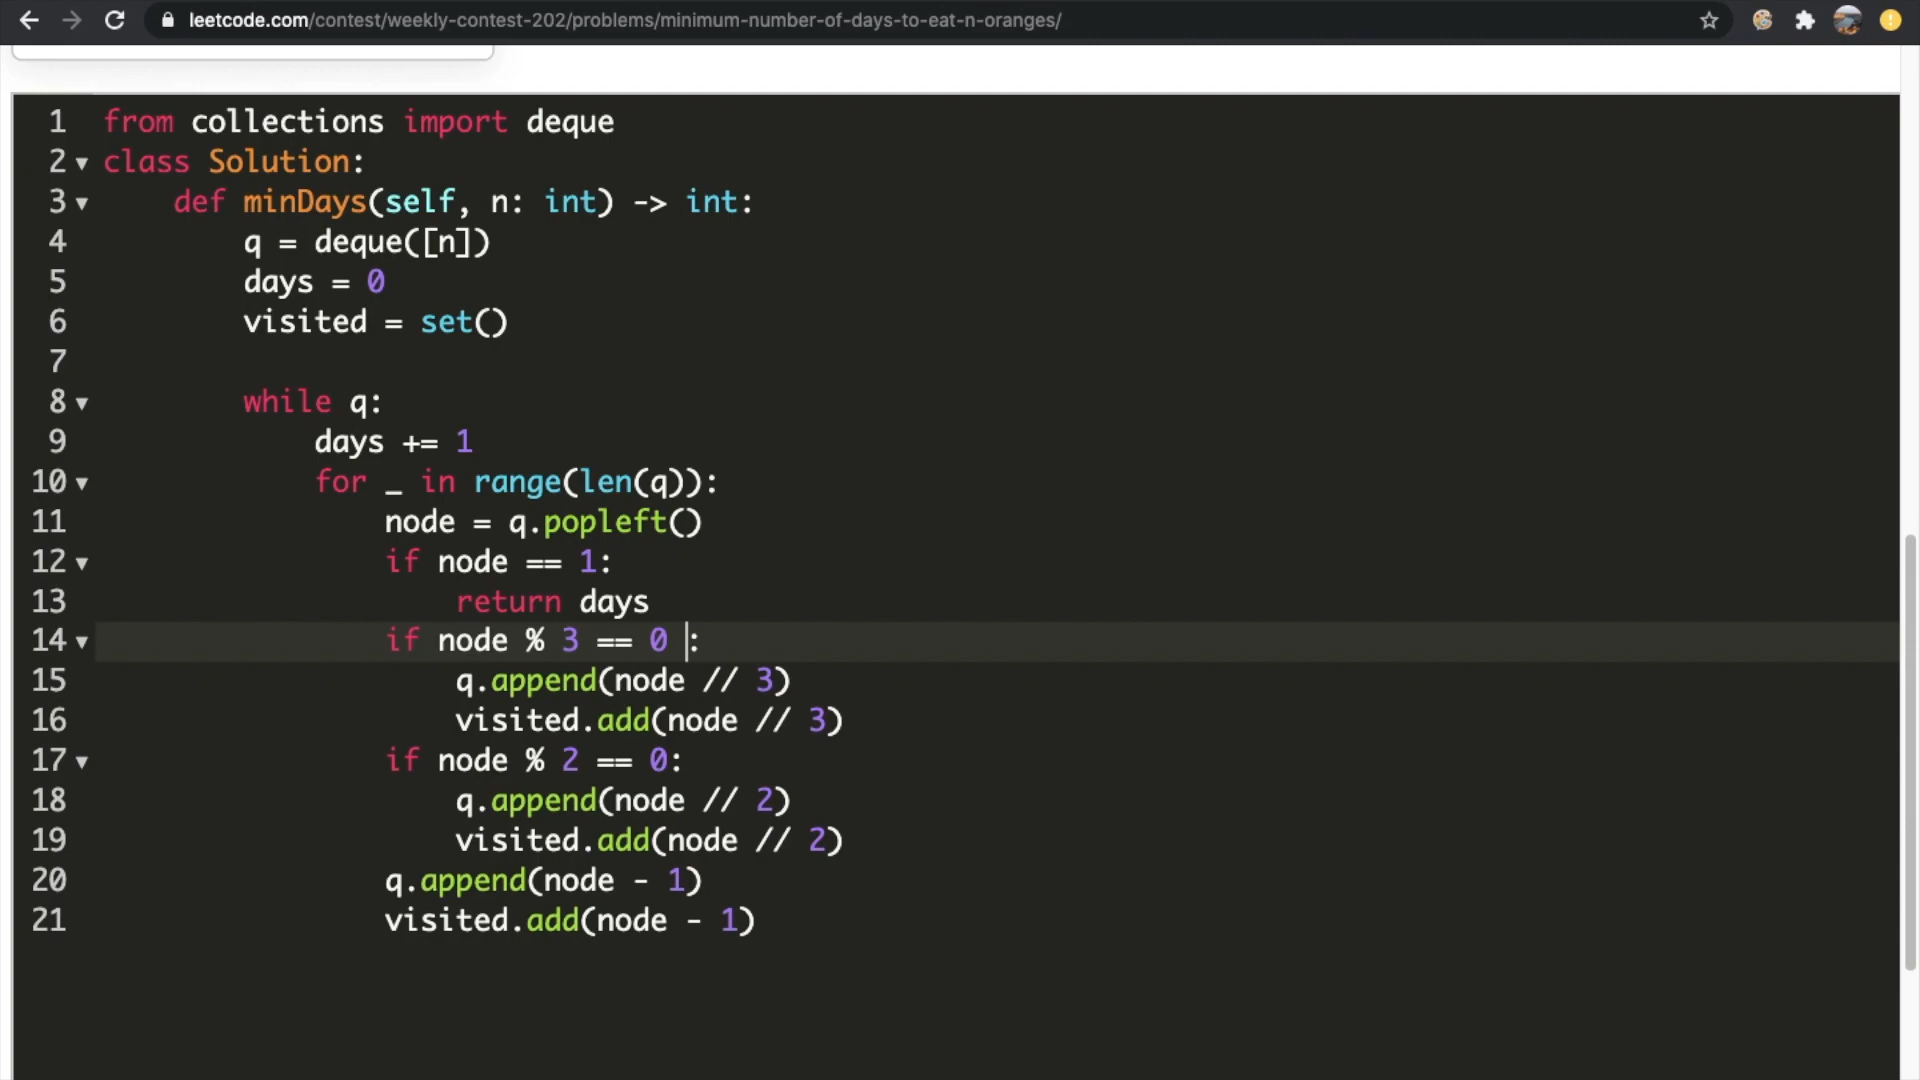 leetcode.com/contest/weekly-contest-202/problems/minimum-number-of-days-to-eat-n-oranges/
1 from collections import deque
2 class Solution:
3     def minDays(self, n: int) -> int:
4         q = deque([n])
5         days = 0
6         visited = set()
7
8         while q:
9             days += 1
10             for _ in range(len(q)):
11                 node = q.popleft()
12                 if node == 1:
13                     return days
14                 if node % 3 == 0 :
15                     q.append(node // 3)
16                     visited.add(node // 3)
17                 if node % 2 == 0:
18                     q.append(node // 2)
19                     visited.add(node // 2)
20                 q.append(node - 1)
21                 visited.add(node - 1)